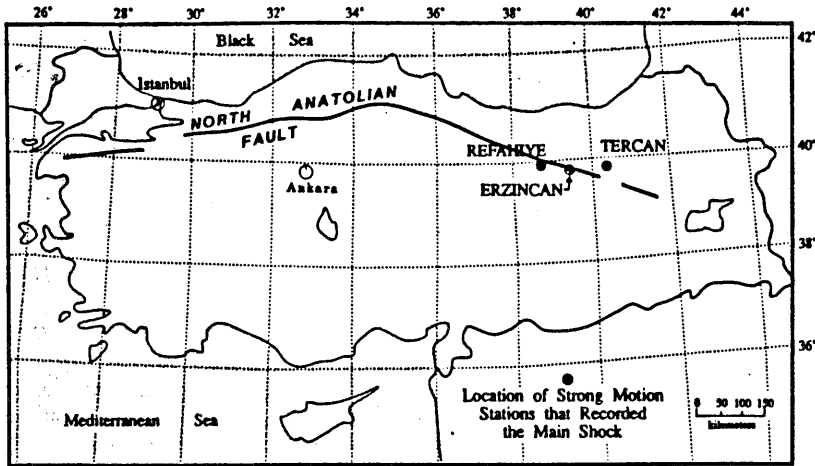 26° 28° 30° 32° 34° 36° 38° 40° 42° 44°
Black Sea
42°
Istanbul
NORTH ANATOLIAN
FAULT
REFAHIYE
TERCAN
40°
Ankara
ERZINCAN
38°
36°
Location of Strong Motion
Stations that Recorded
the Main Shock
0 50 100 150
kilometers
Mediterranean Sea